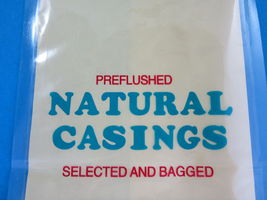 PREFLUSHED
NATURAL
CASINGS
SELECTED AND BAGGED